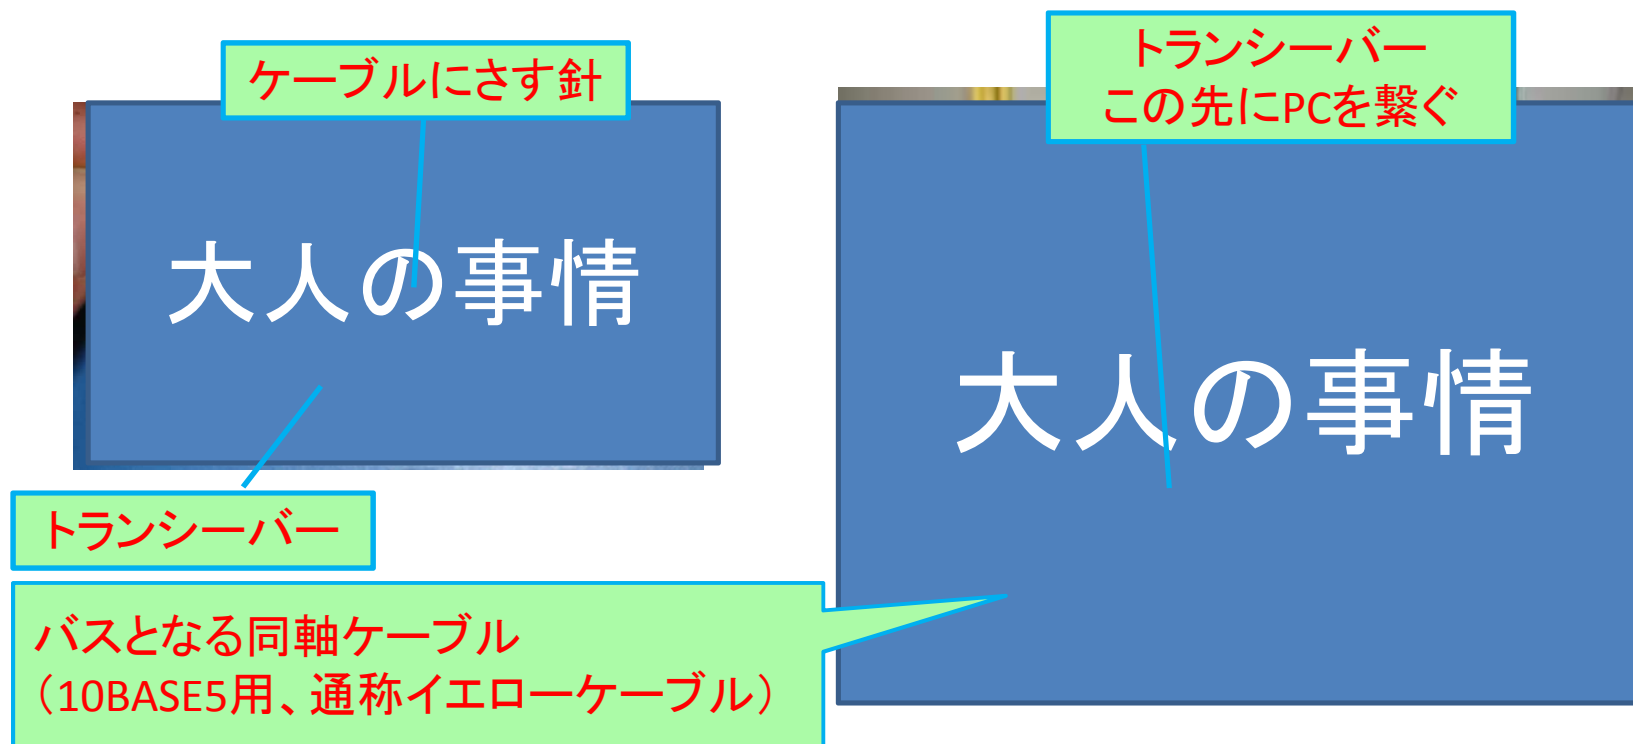 ケーブルにさす針
大人の事情
トランシーバー
トランシーバー
この先にPCを繋ぐ
大人の事情
バスとなる同軸ケーブル
(10BASE5用、通称イエローケーブル)